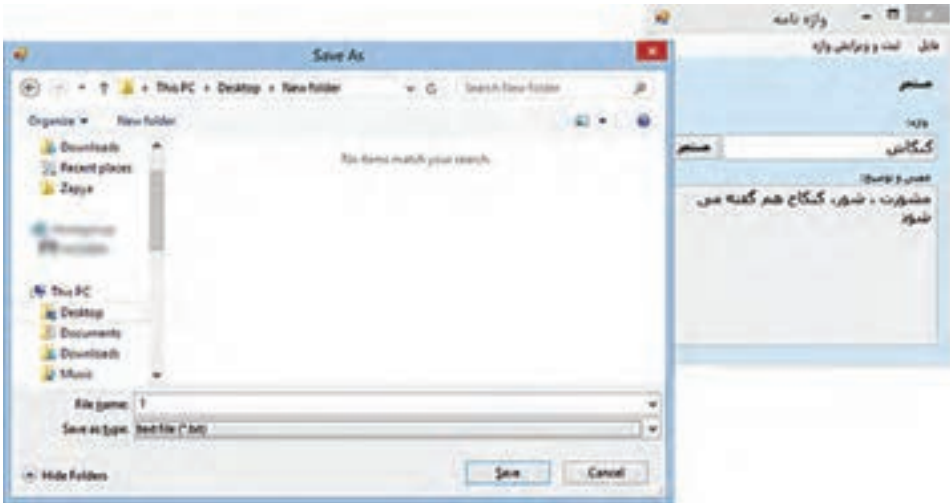 Save As
This PC
Desktop
New folder
Search New folder
Organize
New folder
No items match your search.
Downloads
Recent places
Zapya
This PC
Desktop
Documents
Downloads
Music
File name: 1
Save as type: text file (*.txt)
Hide Folders
Save
Cancel
واژه نامه
فایل
ثبت و ویرایش واژه
جستجو
واژه:
کنکاش
جستجو
معنی و توضیح:
مشورت ، شور، کنکاج هم گفته می
شود